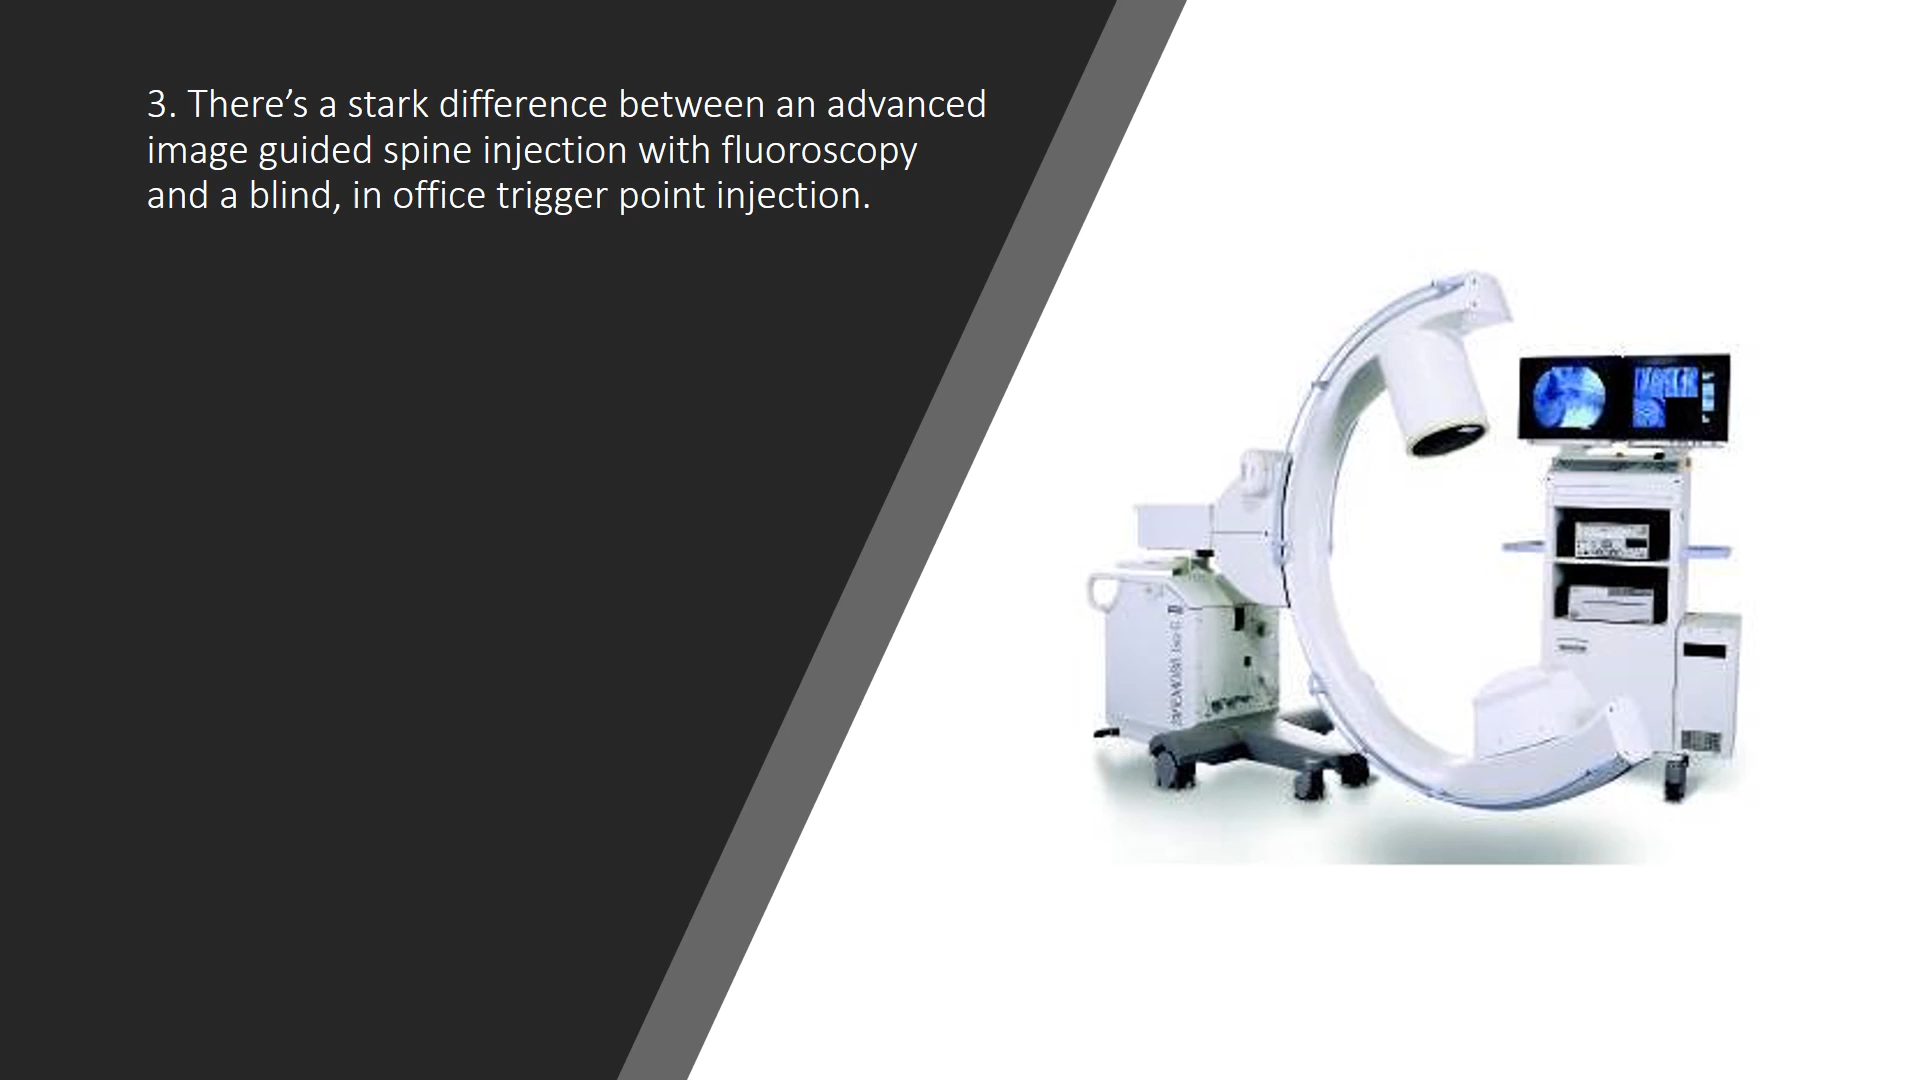 3. There’s a stark difference between an advanced
image guided spine injection with fluoroscopy
and a blind, in office trigger point injection.